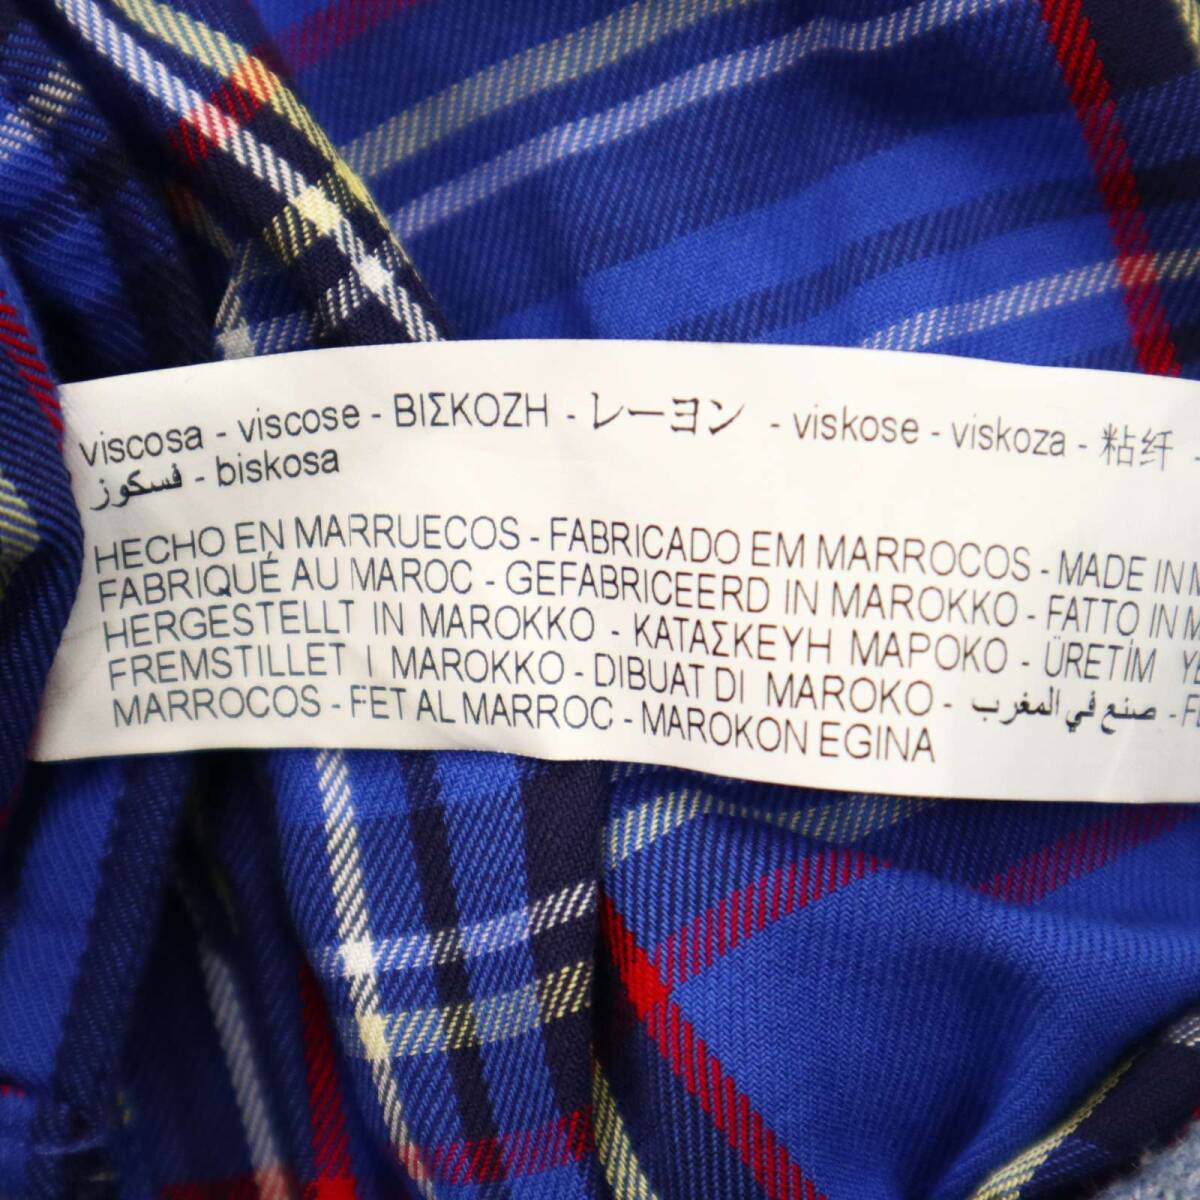 viscosa - viscose - ΒΙΣΚΟΖΗ - レーヨン - viskose - viskoza - 粘纤 -
فسكوز - biskosa
HECHO EN MARRUECOS - FABRICADO EM MARROCOS - MADE IN
FABRIQUÉ AU MAROC - GEFABRICEERD IN MAROKKO - FATTO IN
HERGESTELLT IN MAROKKO - ΚΑΤΑΣΚΕΥΗ ΜΑΡΟΚΟ - ÜRETİM
FREMSTILLET I MAROKKO - DIBUAT DI MAROKO - صنع في المغرب -
MARROCOS - FET AL MARROC - MAROKON EGINA